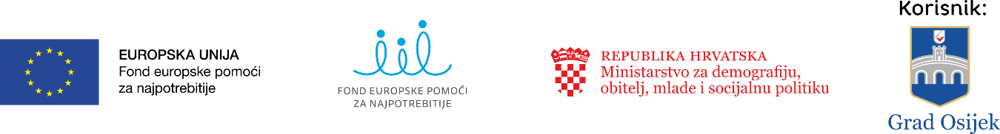 EUROPSKA UNIJA
Fond europske pomoći
za najpotrebitije
FOND EUROPSKE POMOĆI
ZA NAJPOTREBITIJE
REPUBLIKA HRVATSKA
Ministarstvo za demografiju,
obitelj, mlade i socijalnu politiku
Korisnik:
Grad Osijek